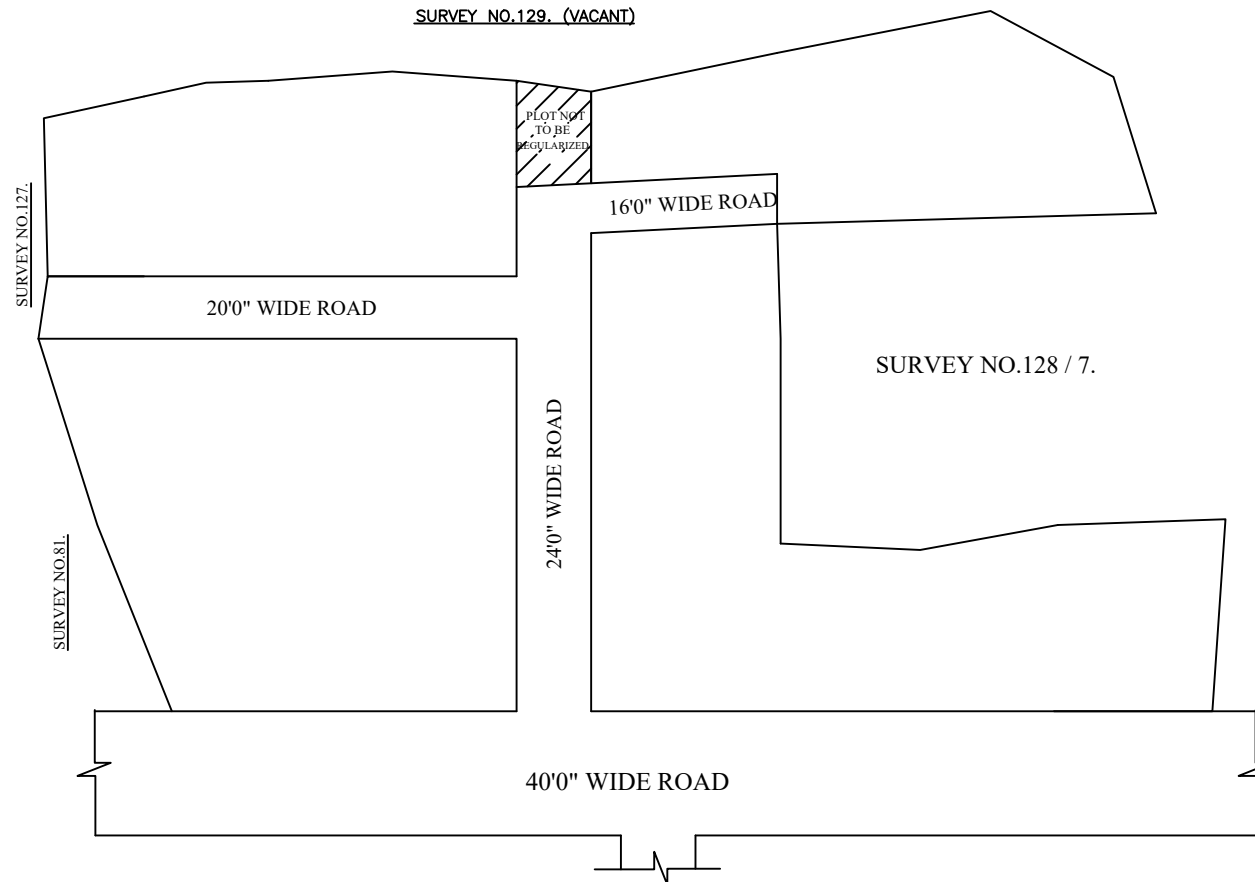 SURVEY NO.129. (VACANT)
PLOT NOT
TO BE
REGULARIZED
16'0" WIDE ROAD
SURVEY NO.127.
20'0" WIDE ROAD
SURVEY NO.128 / 7.
24'0" WIDE ROAD
SURVEY NO.81.
40'0" WIDE ROAD